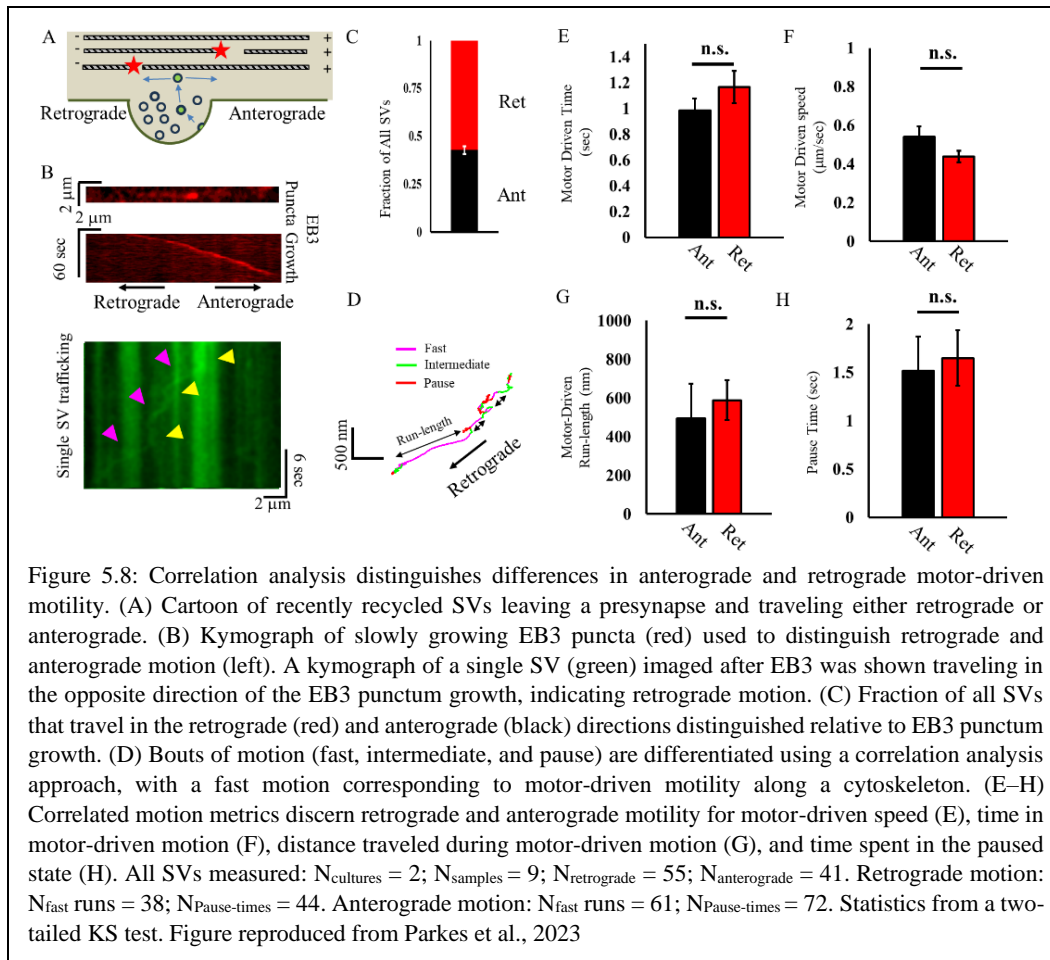 A
-
-
-
+
+
+
Retrograde
Anterograde
B
2 µm
2 µm
Puncta
Growth
EB3
60 sec
Retrograde
Anterograde
Single SV trafficking
6 sec
2 µm
C
Fraction of All SVs
1
0.75
0.5
0.25
0
Ret
Ant
D
Fast
Intermediate
Pause
Run-length
500 nm
Retrograde
E
n.s.
Motor Driven Time
(sec)
1.4
1.2
1
0.8
0.6
0.4
0.2
0
Ant
Ret
F
n.s.
Motor Driven speed
(µm/sec)
1
0.8
0.6
0.4
0.2
0
Ant
Ret
G
n.s.
Motor-Driven
Run-length (nm)
1000
800
600
400
200
0
Ant
Ret
H
n.s.
Pause Time (sec)
2
1.5
1
0.5
0
Ant
Ret
Figure 5.8: Correlation analysis distinguishes differences in anterograde and retrograde motor-driven
motility. (A) Cartoon of recently recycled SVs leaving a presynapse and traveling either retrograde or
anterograde. (B) Kymograph of slowly growing EB3 puncta (red) used to distinguish retrograde and
anterograde motion (left). A kymograph of a single SV (green) imaged after EB3 was shown traveling in
the opposite direction of the EB3 punctum growth, indicating retrograde motion. (C) Fraction of all SVs
that travel in the retrograde (red) and anterograde (black) directions distinguished relative to EB3 punctum
growth. (D) Bouts of motion (fast, intermediate, and pause) are differentiated using a correlation analysis
approach, with a fast motion corresponding to motor-driven motility along a cytoskeleton. (E–H)
Correlated motion metrics discern retrograde and anterograde motility for motor-driven speed (E), time in
motor-driven motion (F), distance traveled during motor-driven motion (G), and time spent in the paused
state (H). All SVs measured: Ncultures = 2; Nsamples = 9; Nretrograde = 55; Nanterograde = 41. Retrograde motion:
Nfast runs = 38; NPause-times = 44. Anterograde motion: Nfast runs = 61; NPause-times = 72. Statistics from a two-
tailed KS test. Figure reproduced from Parkes et al., 2023